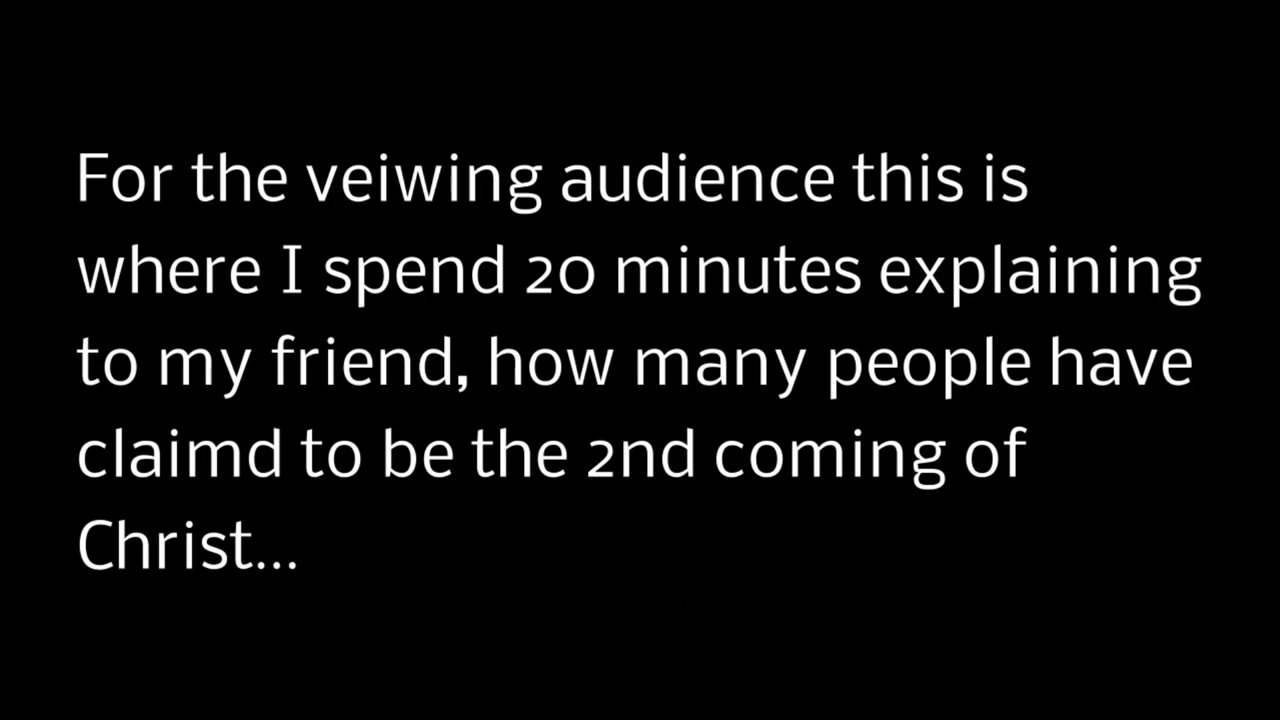 For the veiwing audience this is
where I spend 20 minutes explaining
to my friend, how many people have
claimd to be the 2nd coming of
Christ...